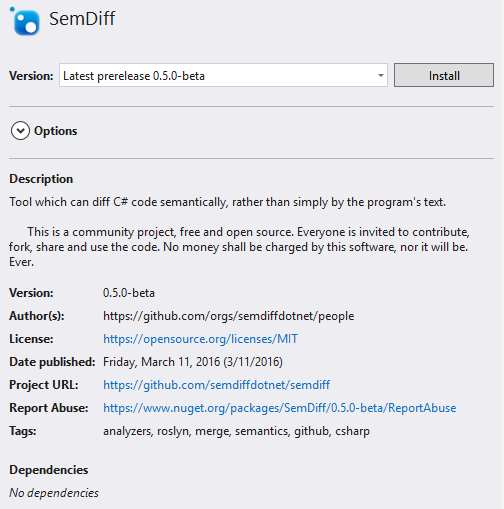 SemDiff
Version: Latest prerelease 0.5.0-beta Install
Options
Description
Tool which can diff C# code semantically, rather than simply by the program's text.
This is a community project, free and open source. Everyone is invited to contribute,
fork, share and use the code. No money shall be charged by this software, nor it will be.
Ever.
Version: 0.5.0-beta
Author(s): https://github.com/orgs/semdiffdotnet/people
License: https://opensource.org/licenses/MIT
Date published: Friday, March 11, 2016 (3/11/2016)
Project URL: https://github.com/semdiffdotnet/semdiff
Report Abuse: https://www.nuget.org/packages/SemDiff/0.5.0-beta/ReportAbuse
Tags: analyzers, roslyn, merge, semantics, github, csharp
Dependencies
No dependencies